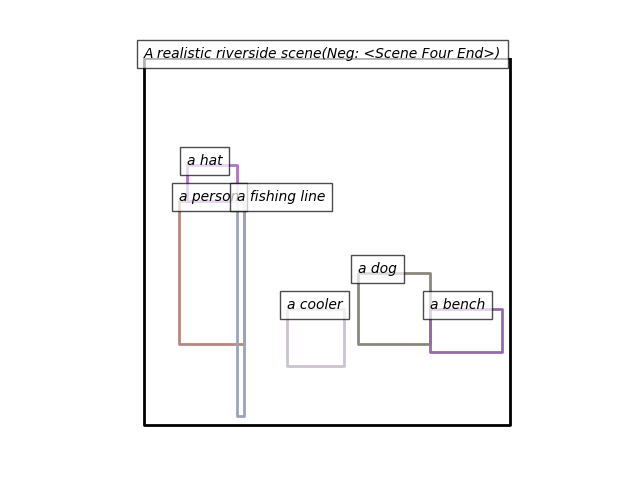 A realistic riverside scene(Neg: <Scene Four End>)
a hat
a person
a fishing line
a dog
a cooler
a bench